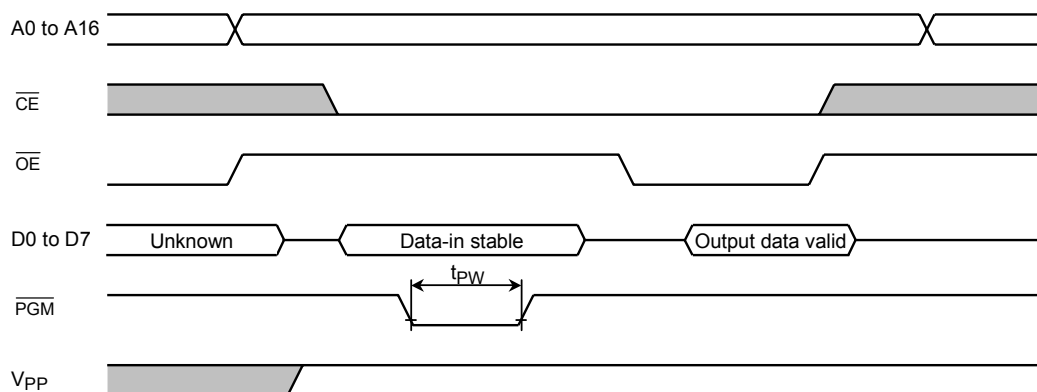 A0 to A16
CE
OE
D0 to D7 Unknown Data-in stable Output data valid
tPW
PGM
VPP